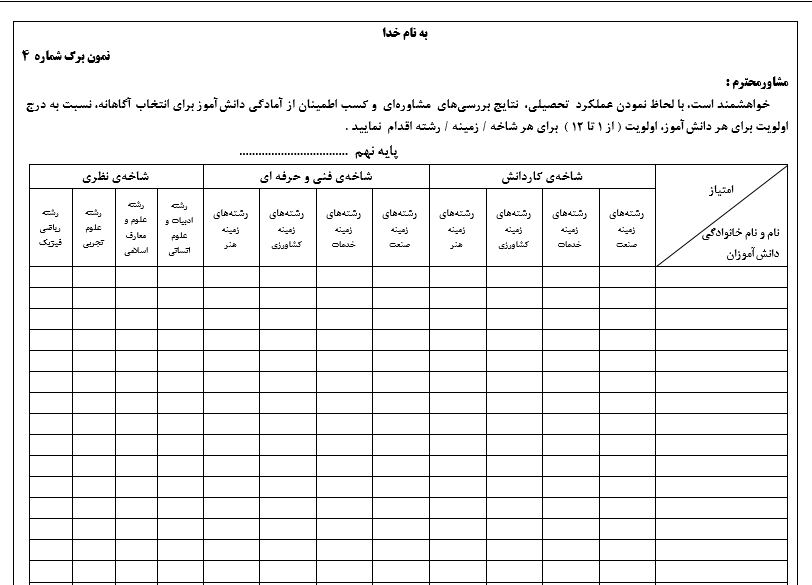 به نام خدا
نمون برگ شماره ۴
مشاورمحترم :
خواهشمند است، با لحاظ نمودن عملکرد تحصیلی، نتایج بررسی‌های مشاوره‌ای و کسب اطمینان از آمادگی دانش‌آموز برای انتخاب آگاهانه، نسبت به درج
اولویت برای هر دانش آموز، اولویت ( از ۱ تا ۱۲ ) برای هر شاخه / زمینه / رشته اقدام نمایید .
پایه نهم ..................................
امتیاز
نام و نام خانوادگی
دانش آموزان
شاخه‌ی کاردانش
رشته‌های
زمینه
صنعت
رشته‌های
زمینه
خدمات
رشته‌های
زمینه
کشاورزی
رشته‌های
زمینه
هنر
شاخه‌ی فنی و حرفه ای
رشته‌های
زمینه
صنعت
رشته‌های
زمینه
خدمات
رشته‌های
زمینه
کشاورزی
رشته‌های
زمینه
هنر
شاخه‌ی نظری
رشته
ادبیات و
علوم
انسانی
رشته
علوم و
معارف
اسلامی
رشته
علوم
تجربی
رشته
ریاضی
فیزیک